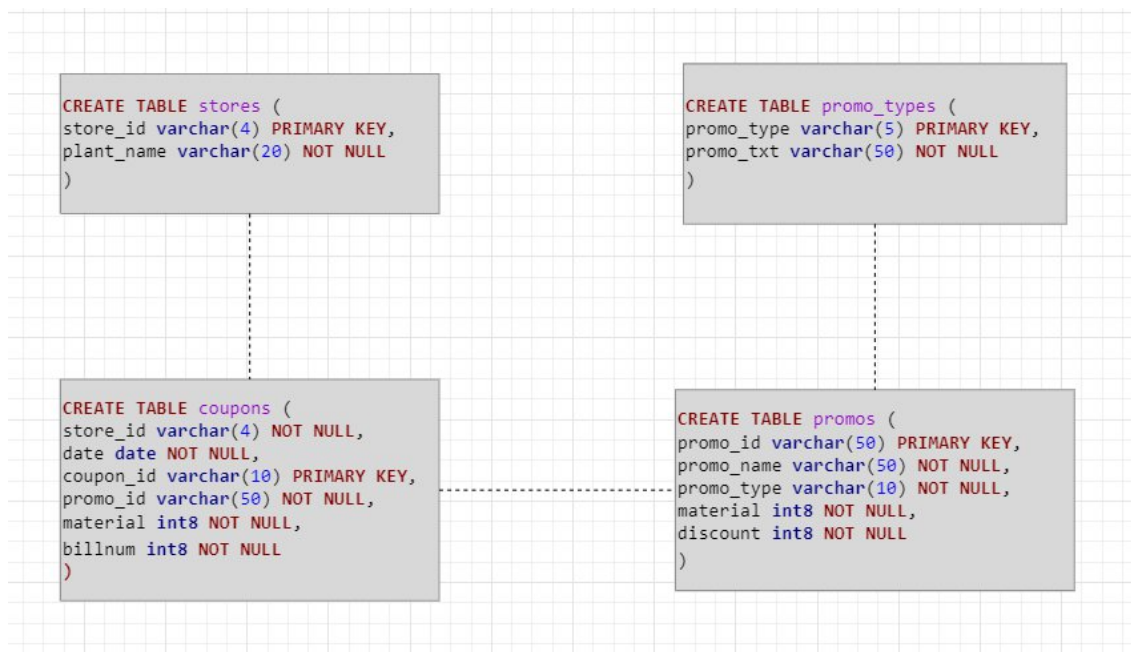 CREATE TABLE stores (
store_id varchar(4) PRIMARY KEY,
plant_name varchar(20) NOT NULL
)
CREATE TABLE promo_types (
promo_type varchar(5) PRIMARY KEY,
promo_txt varchar(50) NOT NULL
)
CREATE TABLE coupons (
store_id varchar(4) NOT NULL,
date date NOT NULL,
coupon_id varchar(10) PRIMARY KEY,
promo_id varchar(50) NOT NULL,
material int8 NOT NULL,
billnum int8 NOT NULL
)
CREATE TABLE promos (
promo_id varchar(50) PRIMARY KEY,
promo_name varchar(50) NOT NULL,
promo_type varchar(10) NOT NULL,
material int8 NOT NULL,
discount int8 NOT NULL
)